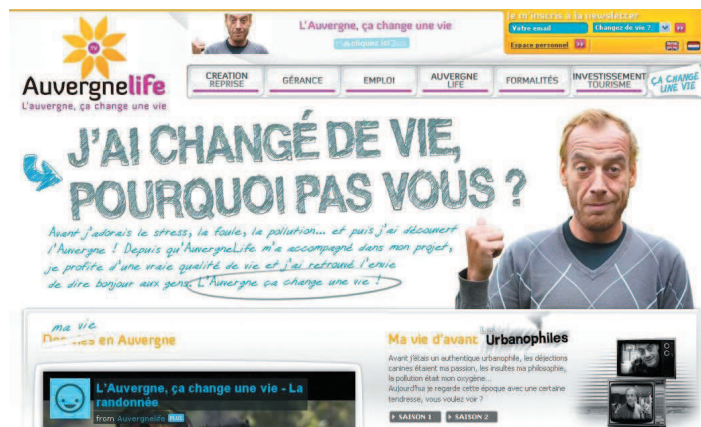 TV
Auvergnelife
L'auvergne, ça change une vie
L'Auvergne, ça change une vie
cliquez ici
je m'inscris à la newsletter
Votre email
Changez de vie ?
Espace personnel
CREATION
REPRISE
GÉRANCE
EMPLOI
AUVERGNE
LIFE
FORMALITÉS
INVESTISSEMENT
TOURISME
ÇA CHANGE
UNE VIE
J'AI CHANGÉ DE VIE,
POURQUOI PAS VOUS ?
Avant j'adorais le stress, la foule, la pollution... et puis j'ai découvert
l'Auvergne ! Depuis qu'AuvergneLife m'a accompagné dans mon projet,
je profite d'une vraie qualité de vie et j'ai retrouvé l'envie
de dire bonjour aux gens. L'Auvergne ça change une vie !
ma vie
Des vies en Auvergne
L'Auvergne, ça change une vie - La
randonnée
from Auvergnelife PLUS
Ma vie d'avant Les Urbanophiles
Avant j'étais un authentique urbanophile, les déjections
canines étaient ma passion, les insultes ma philosophie,
la pollution était mon oxygène...
Aujourd'hui je regarde cette époque avec une certaine
tendresse, vous voulez voir ?
SAISON 1
SAISON 2